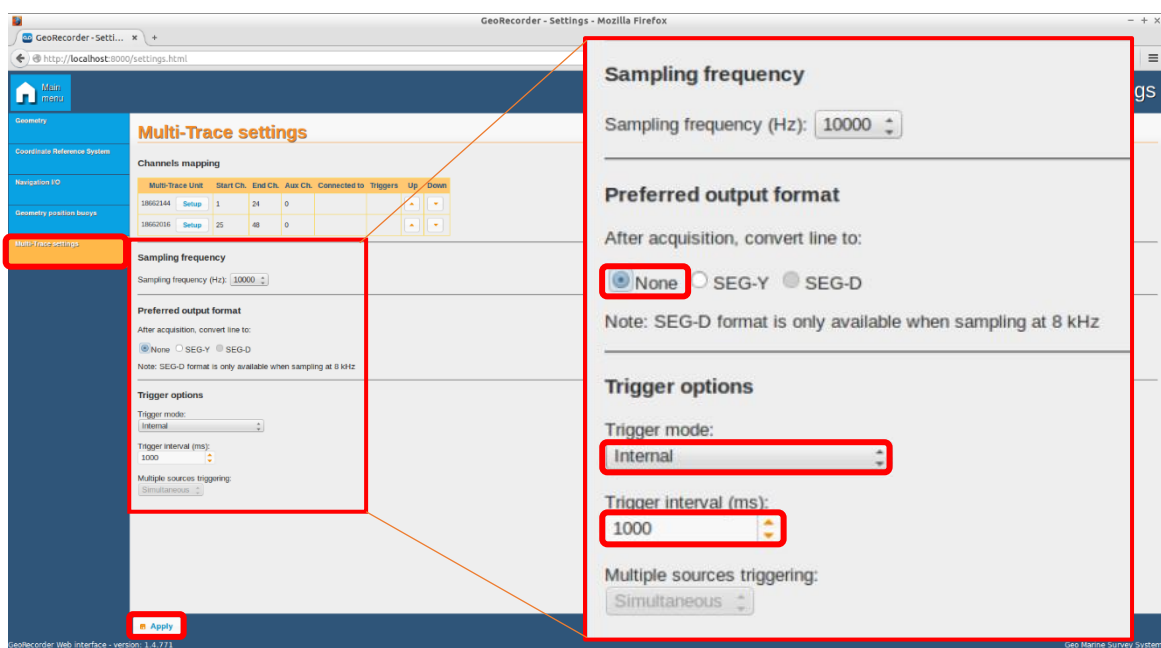 GeoRecorder - Settings - Mozilla Firefox
GeoRecorder - Setti...
http://localhost:8000/settings.html
Main menu
gs
Geometry
Coordinate Reference System
Navigation I/O
Geometry position buoys
Multi-Trace settings
Multi-Trace settings
Channels mapping
Multi-Trace Unit Start Ch. End Ch. Aux Ch. Connected to Triggers Up Down
18662144 Setup 1 24 0
18662016 Setup 25 48 0
Sampling frequency
Sampling frequency (Hz): 10000
Preferred output format
After acquisition, convert line to:
None SEG-Y SEG-D
Note: SEG-D format is only available when sampling at 8 kHz
Trigger options
Trigger mode:
Internal
Trigger interval (ms):
1000
Multiple sources triggering:
Simultaneous
Apply
Sampling frequency
Sampling frequency (Hz): 10000
Preferred output format
After acquisition, convert line to:
None SEG-Y SEG-D
Note: SEG-D format is only available when sampling at 8 kHz
Trigger options
Trigger mode:
Internal
Trigger interval (ms):
1000
Multiple sources triggering:
Simultaneous
GeoRecorder Web interface - version: 1.4.771
Geo Marine Survey System